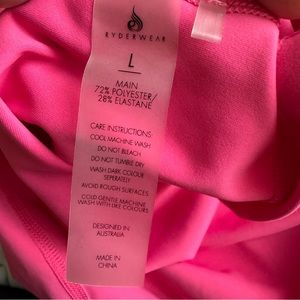 RYDERWEAR
L
MAIN
72% POLYESTER/
28% ELASTANE
CARE INSTRUCTIONS
COOL MACHINE WASH
DO NOT BLEACH
DO NOT TUMBLE DRY
WASH DARK COLOUR
SEPERATELY
AVOID ROUGH SURFACES
COLD GENTLE MACHINE
WASH WITH LIKE COLOURS
DESIGNED IN
AUSTRALIA
MADE IN
CHINA